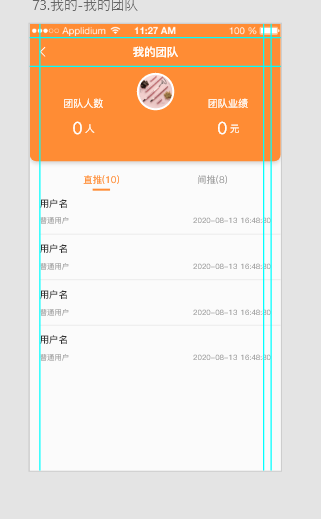 73.我的-我的团队
Applidium 11:27 AM 100 %
我的团队
团队人数 团队业绩
0人 0元
直推(10) 间推(8)
用户名
普通用户 2020-08-13 16:48:30
用户名
普通用户 2020-08-13 16:48:30
用户名
普通用户 2020-08-13 16:48:30
用户名
普通用户 2020-08-13 16:48:30